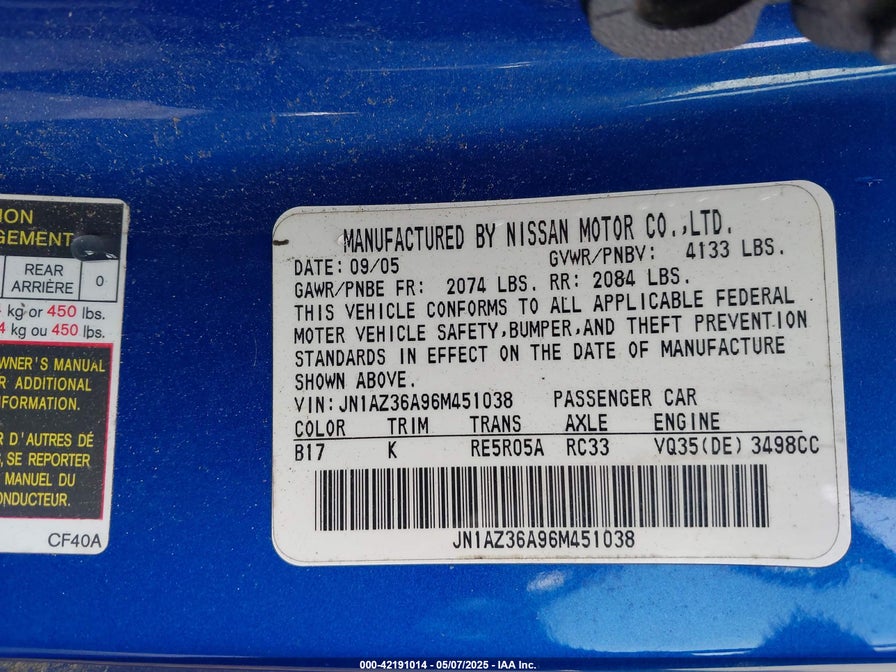 ION
GEMENT
REAR
ARRIÈRE
0
kg or 450 lbs.
4 kg ou 450 lbs.
WNER'S MANUAL
R ADDITIONAL
FORMATION.
R D'AUTRES DÉ
,SE REPORTER
MANUEL DU
ONDUCTEUR.
CF40A
MANUFACTURED BY NISSAN MOTOR CO.,LTD.
DATE: 09/05 GVWR/PNBV: 4133 LBS.
GAWR/PNBE FR: 2074 LBS. RR: 2084 LBS.
THIS VEHICLE CONFORMS TO ALL APPLICABLE FEDERAL
MOTER VEHICLE SAFETY,BUMPER,AND THEFT PREVENTION
STANDARDS IN EFFECT ON THE DATE OF MANUFACTURE
SHOWN ABOVE.
VIN:JN1AZ36A96M451038 PASSENGER CAR
COLOR TRIM TRANS AXLE ENGINE
B17 K RE5R05A RC33 VQ35(DE) 3498CC
JN1AZ36A96M451038
000-42191014 - 05/07/2025 - IAA Inc.